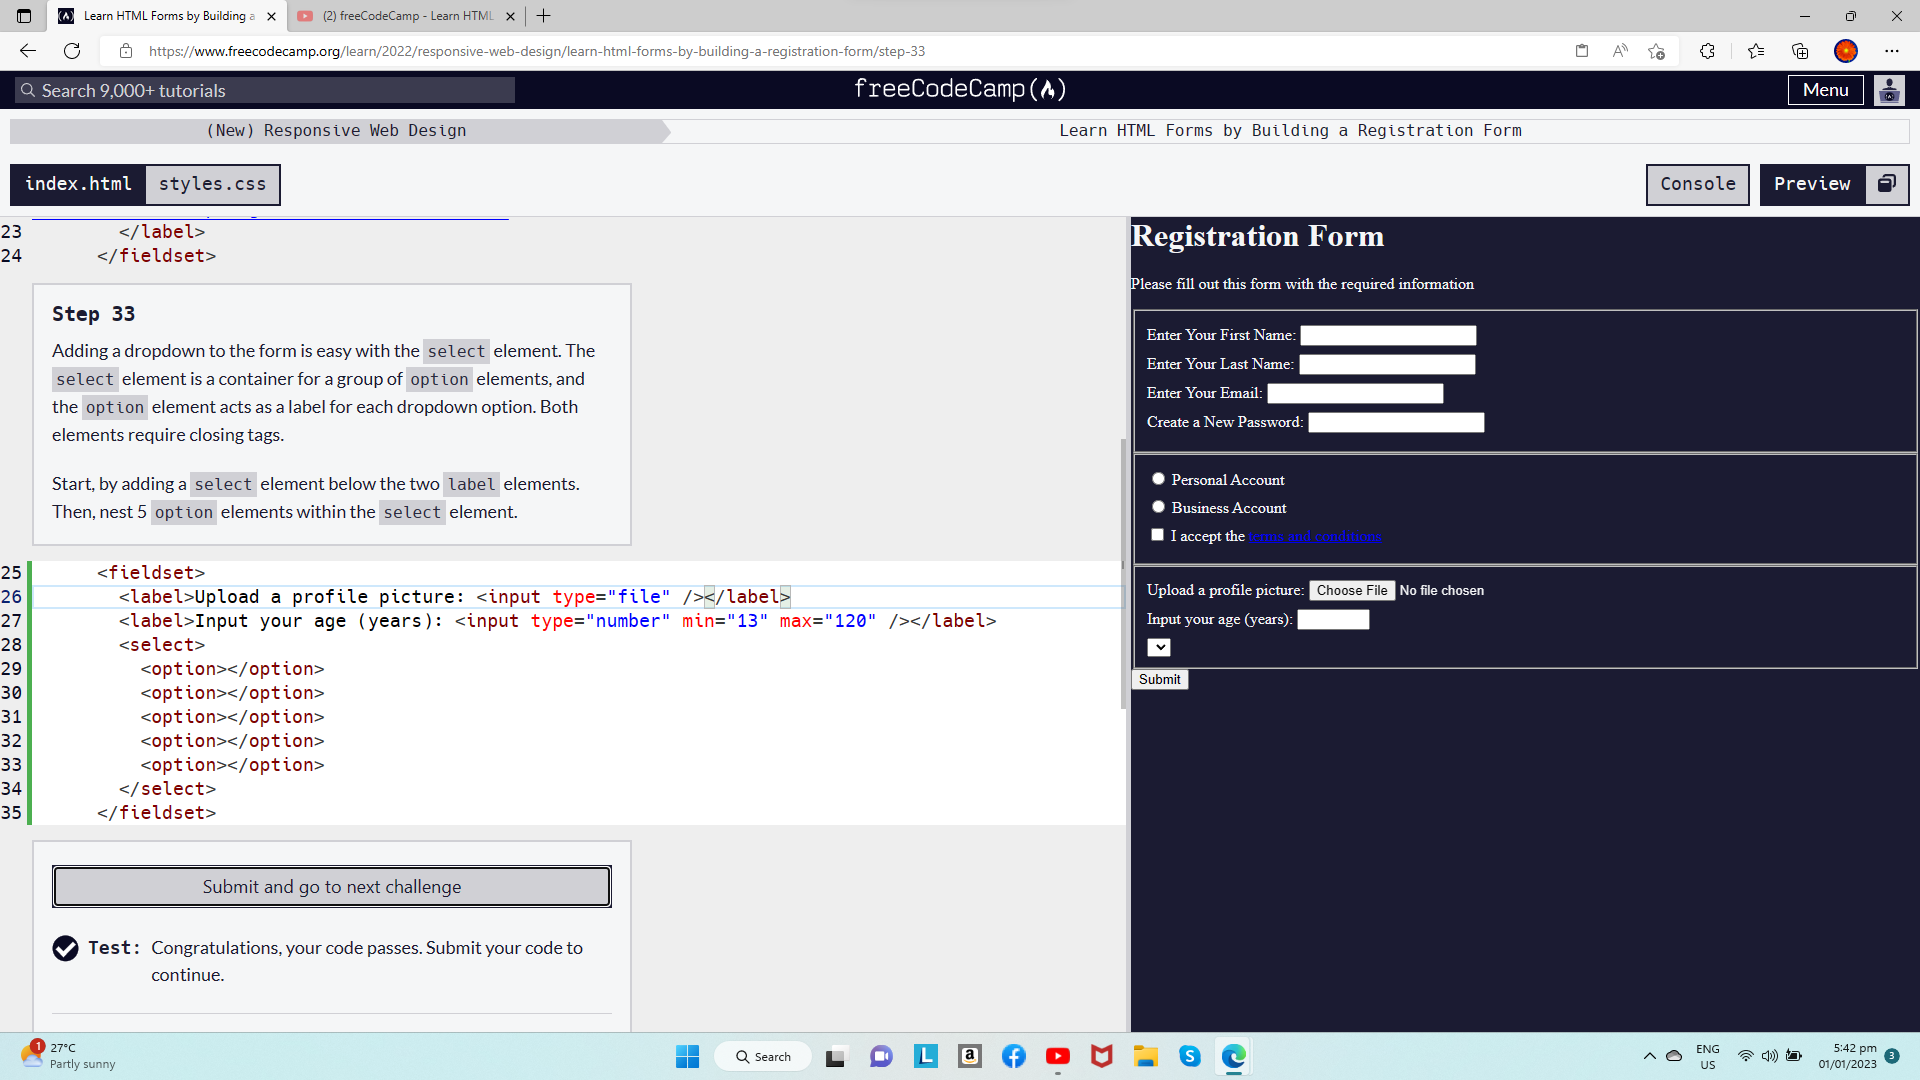 Learn HTML Forms by Building a
(2) freeCodeCamp - Learn HTML
https://www.freecodecamp.org/learn/2022/responsive-web-design/learn-html-forms-by-building-a-registration-form/step-33
Search 9,000+ tutorials
freeCodeCamp
Menu
(New) Responsive Web Design
Learn HTML Forms by Building a Registration Form
index.html
styles.css
Console
Preview
23 </label>
24 </fieldset>
Step 33
Adding a dropdown to the form is easy with the select element. The
select element is a container for a group of option elements, and
the option element acts as a label for each dropdown option. Both
elements require closing tags.
Start, by adding a select element below the two label elements.
Then, nest 5 option elements within the select element.
25 <fieldset>
26 <label>Upload a profile picture: <input type="file" /></label>
27 <label>Input your age (years): <input type="number" min="13" max="120" /></label>
28 <select>
29 <option></option>
30 <option></option>
31 <option></option>
32 <option></option>
33 <option></option>
34 </select>
35 </fieldset>
Submit and go to next challenge
Test: Congratulations, your code passes. Submit your code to
continue.
Registration Form
Please fill out this form with the required information
Enter Your First Name:
Enter Your Last Name:
Enter Your Email:
Create a New Password:
Personal Account
Business Account
I accept the terms and conditions
Upload a profile picture: Choose File No file chosen
Input your age (years):
Submit
1
27°C
Partly sunny
Search
ENG
US
5:42 pm
01/01/2023
3